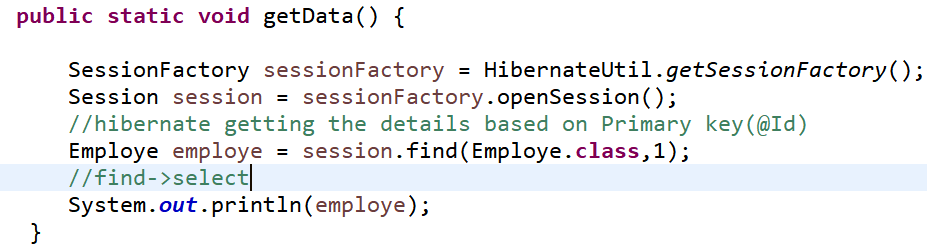 public static void getData() {
SessionFactory sessionFactory = HibernateUtil.getSessionFactory();
Session session = sessionFactory.openSession();
//hibernate getting the details based on Primary key(@Id)
Employe employe = session.find(Employe.class,1);
//find->select
System.out.println(employe);
}